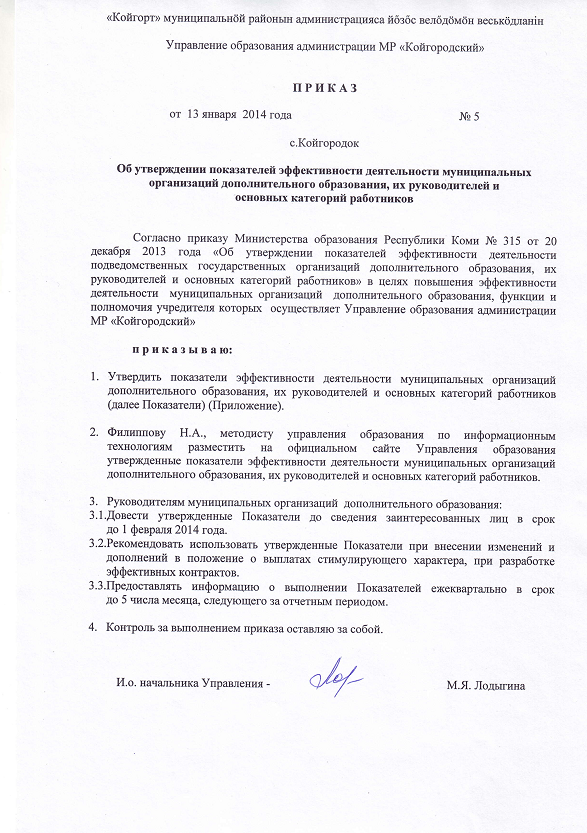 «Койгорт» муниципальнӧй районын администрацияса йӧзӧс велӧдӧмӧн веськӧдланін
Управление образования администрации МР «Койгородский»
П Р И К А З
от 13 января 2014 года № 5
с.Койгородок
Об утверждении показателей эффективности деятельности муниципальных
организаций дополнительного образования, их руководителей и
основных категорий работников
Согласно приказу Министерства образования Республики Коми № 315 от 20
декабря 2013 года «Об утверждении показателей эффективности деятельности
подведомственных государственных организаций дополнительного образования, их
руководителей и основных категорий работников» в целях повышения эффективности
деятельности муниципальных организаций дополнительного образования, функции и
полномочия учредителя которых осуществляет Управление образования администрации
МР «Койгородский»
п р и к а з ы в а ю:
1. Утвердить показатели эффективности деятельности муниципальных организаций
дополнительного образования, их руководителей и основных категорий работников
(далее Показатели) (Приложение).
2. Филиппову Н.А., методисту управления образования по информационным
технологиям разместить на официальном сайте Управления образования
утвержденные показатели эффективности деятельности муниципальных организаций
дополнительного образования, их руководителей и основных категорий работников.
3. Руководителям муниципальных организаций дополнительного образования:
3.1.Довести утвержденные Показатели до сведения заинтересованных лиц в срок
до 1 февраля 2014 года.
3.2.Рекомендовать использовать утвержденные Показатели при внесении изменений и
дополнений в положение о выплатах стимулирующего характера, при разработке
эффективных контрактов.
3.3.Предоставлять информацию о выполнении Показателей ежеквартально в срок
до 5 числа месяца, следующего за отчетным периодом.
4. Контроль за выполнением приказа оставляю за собой.
И.о. начальника Управления - М.Я. Лодыгина